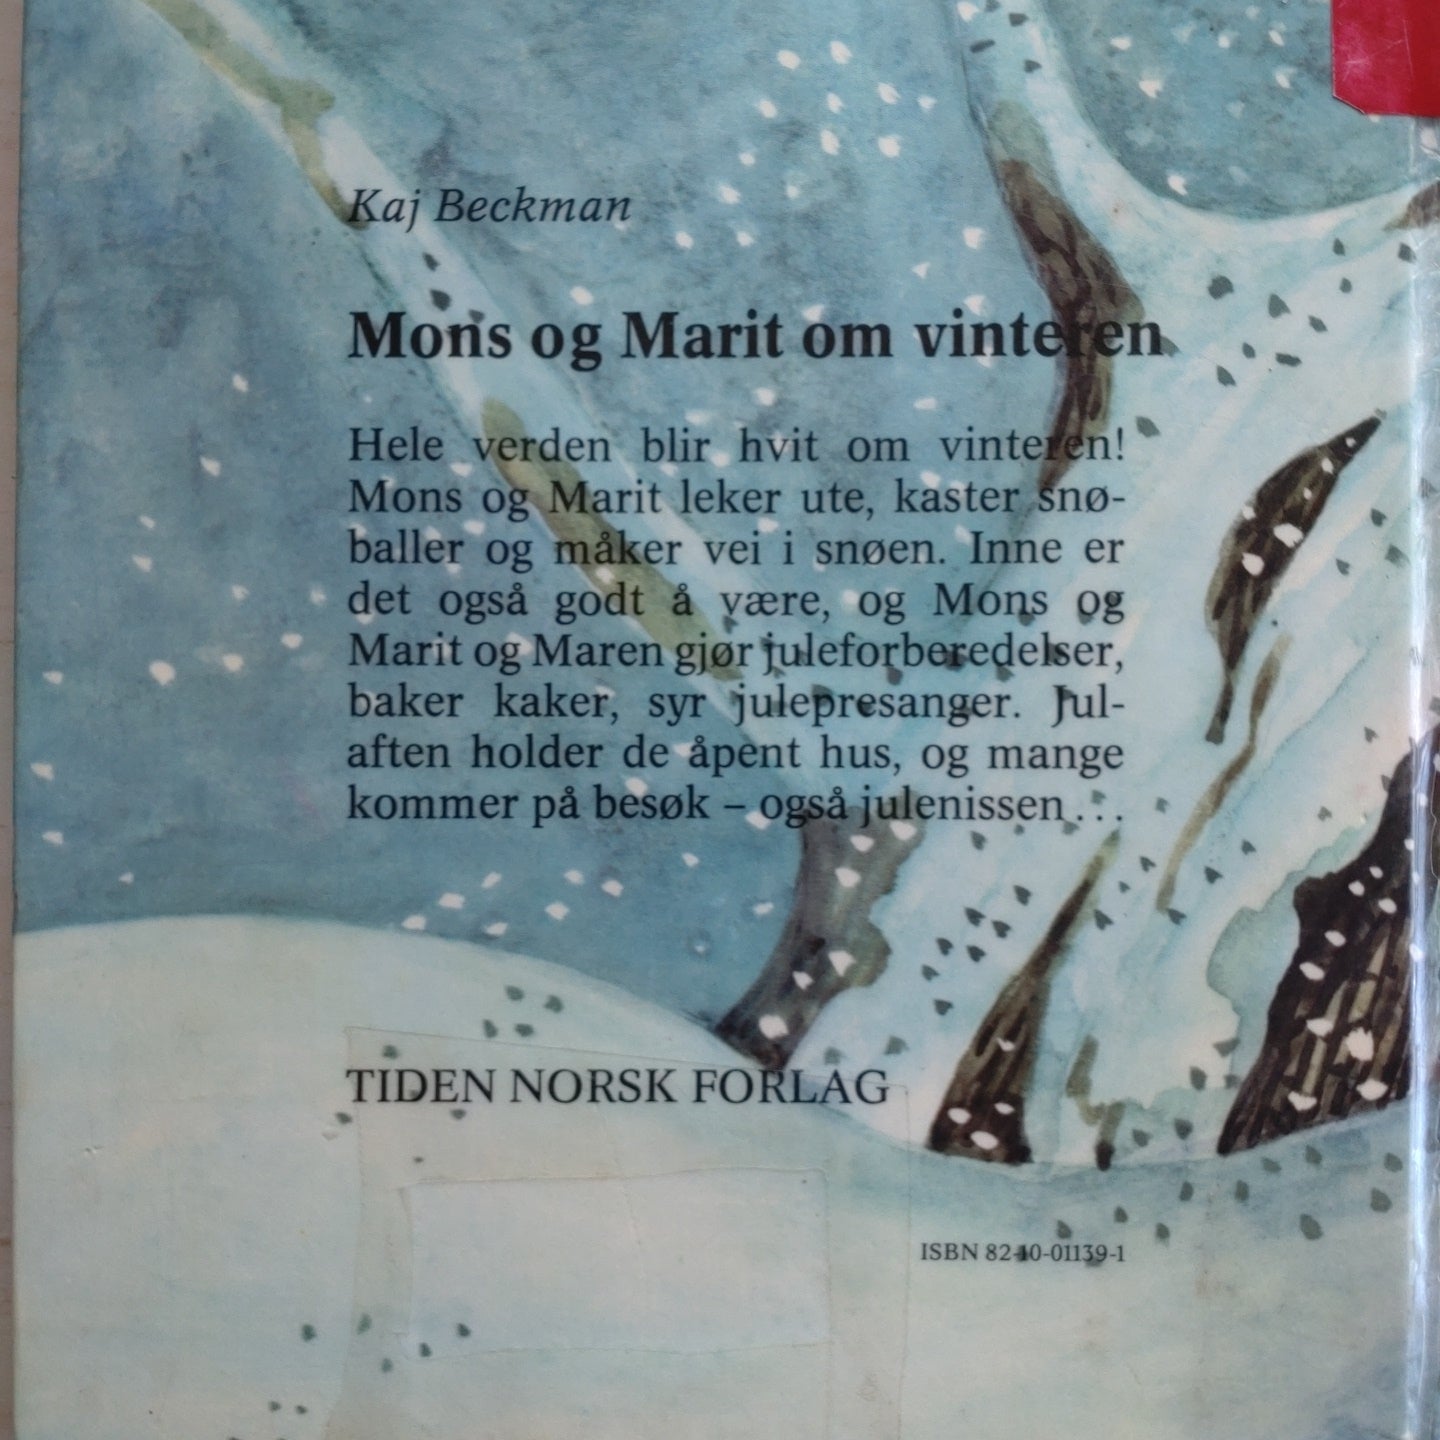 Kaj Beckman
Mons og Marit om vinteren
Hele verden blir hvit om vinteren!
Mons og Marit leker ute, kaster snø-
baller og måker vei i snøen. Inne er
det også godt å være, og Mons og
Marit og Maren gjør juleforberedelser,
baker kaker, syr julepresanger. Jul-
aften holder de åpent hus, og mange
kommer på besøk – også julenissen...
TIDEN NORSK FORLAG
ISBN 82-10-01139-1